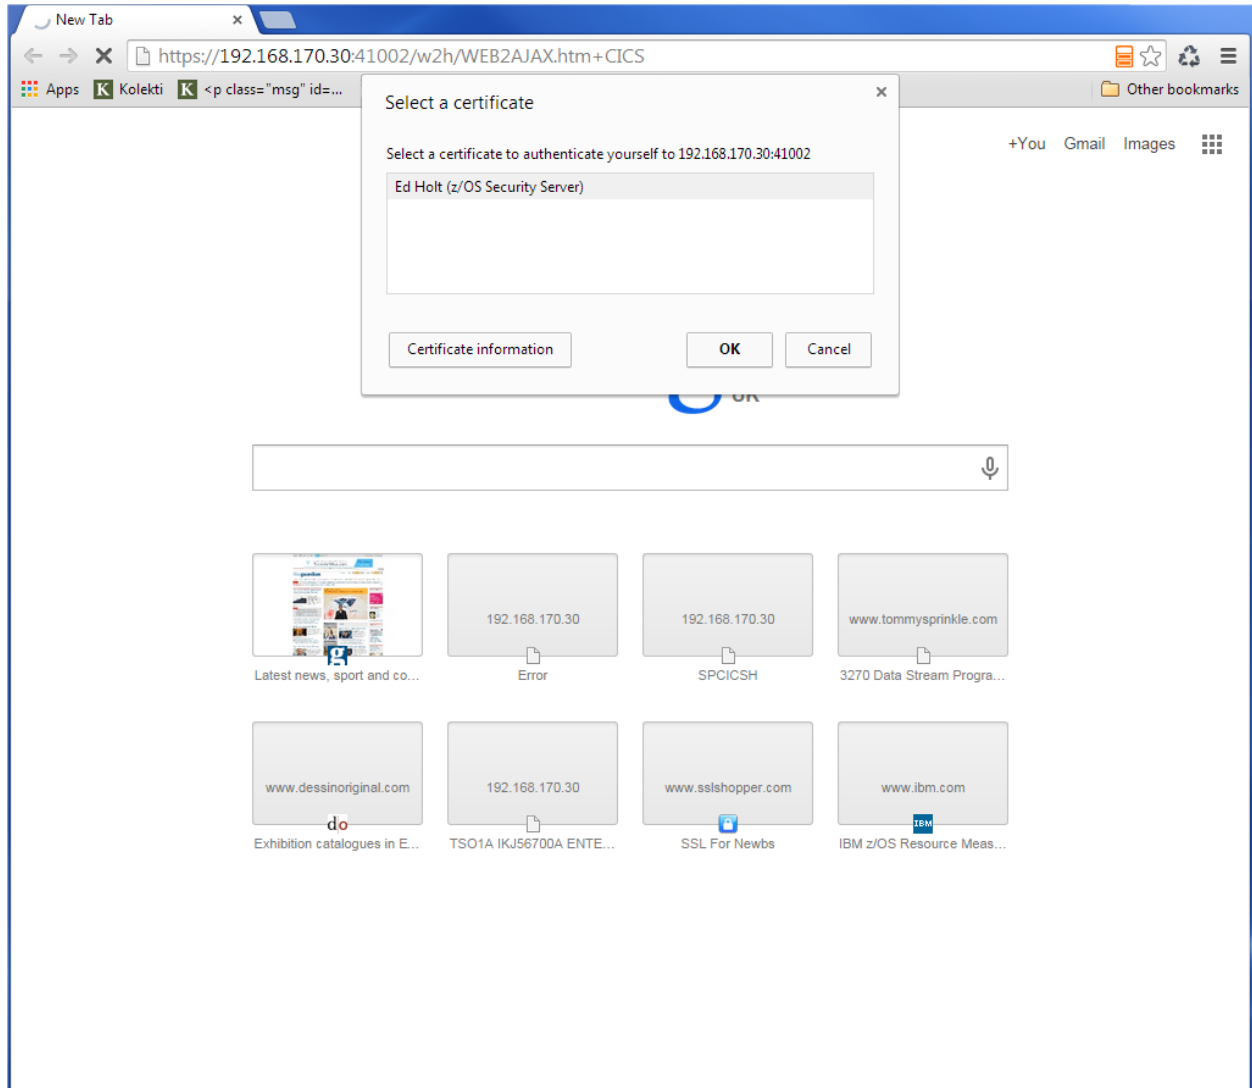 New Tab
https://192.168.170.30:41002/w2h/WEB2AJAX.htm+CICS
Apps K Kolekti K <p class="msg" id=... Other bookmarks
Select a certificate
+You Gmail Images
Select a certificate to authenticate yourself to 192.168.170.30:41002
Ed Holt (z/OS Security Server)
Certificate information OK Cancel
UK
192.168.170.30 192.168.170.30 www.tommysprinkle.com
g
Latest news, sport and co... Error SPCICSH 3270 Data Stream Progra...
www.dessinoriginal.com 192.168.170.30 www.sslshopper.com www.ibm.com
do IBM
Exhibition catalogues in E... TSO1A IKJ56700A ENTE... SSL For Newbs IBM z/OS Resource Meas...